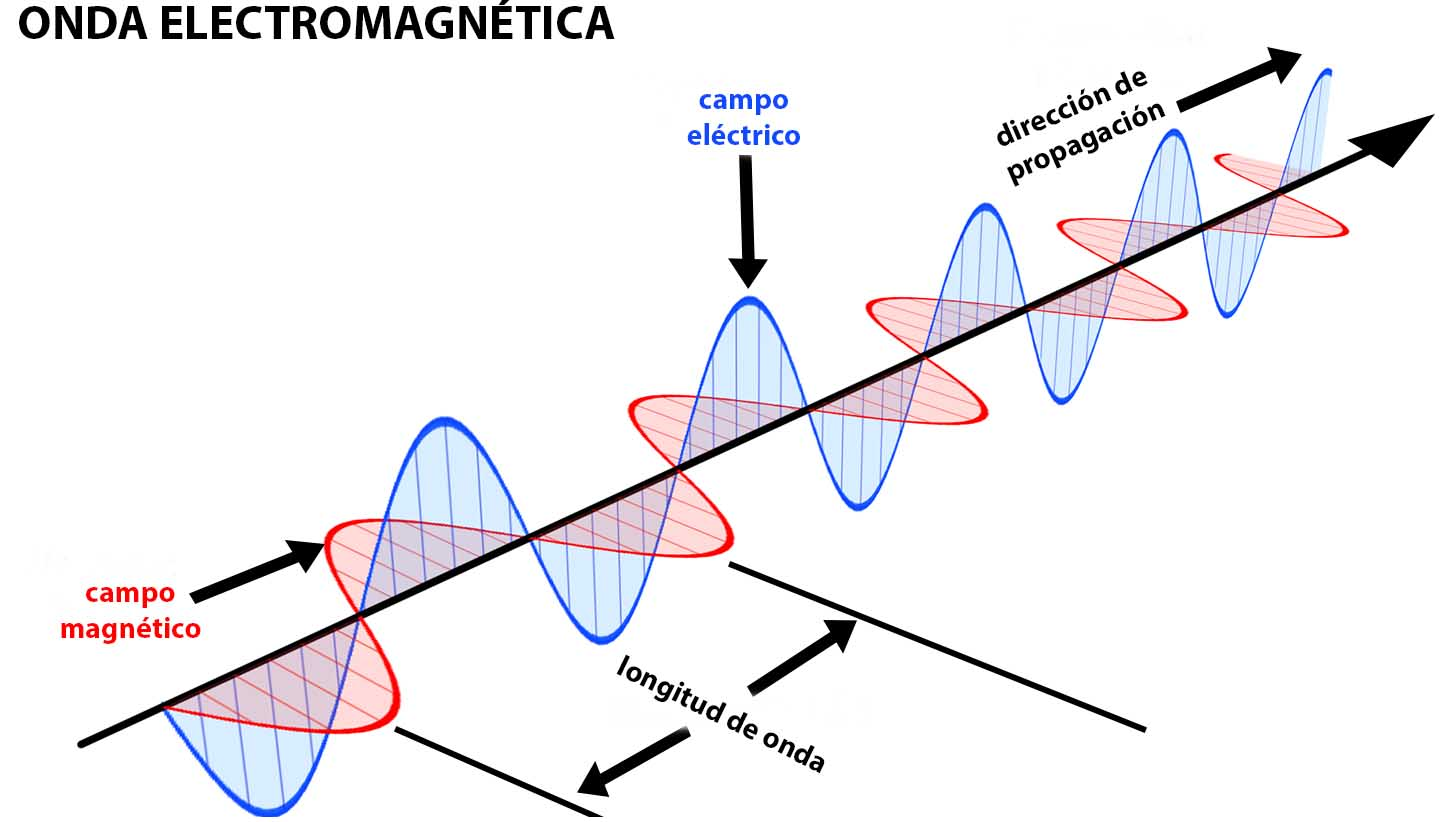 ONDA ELECTROMAGNÉTICA
campo
eléctrico
dirección de
propagación
campo
magnético
longitud de onda